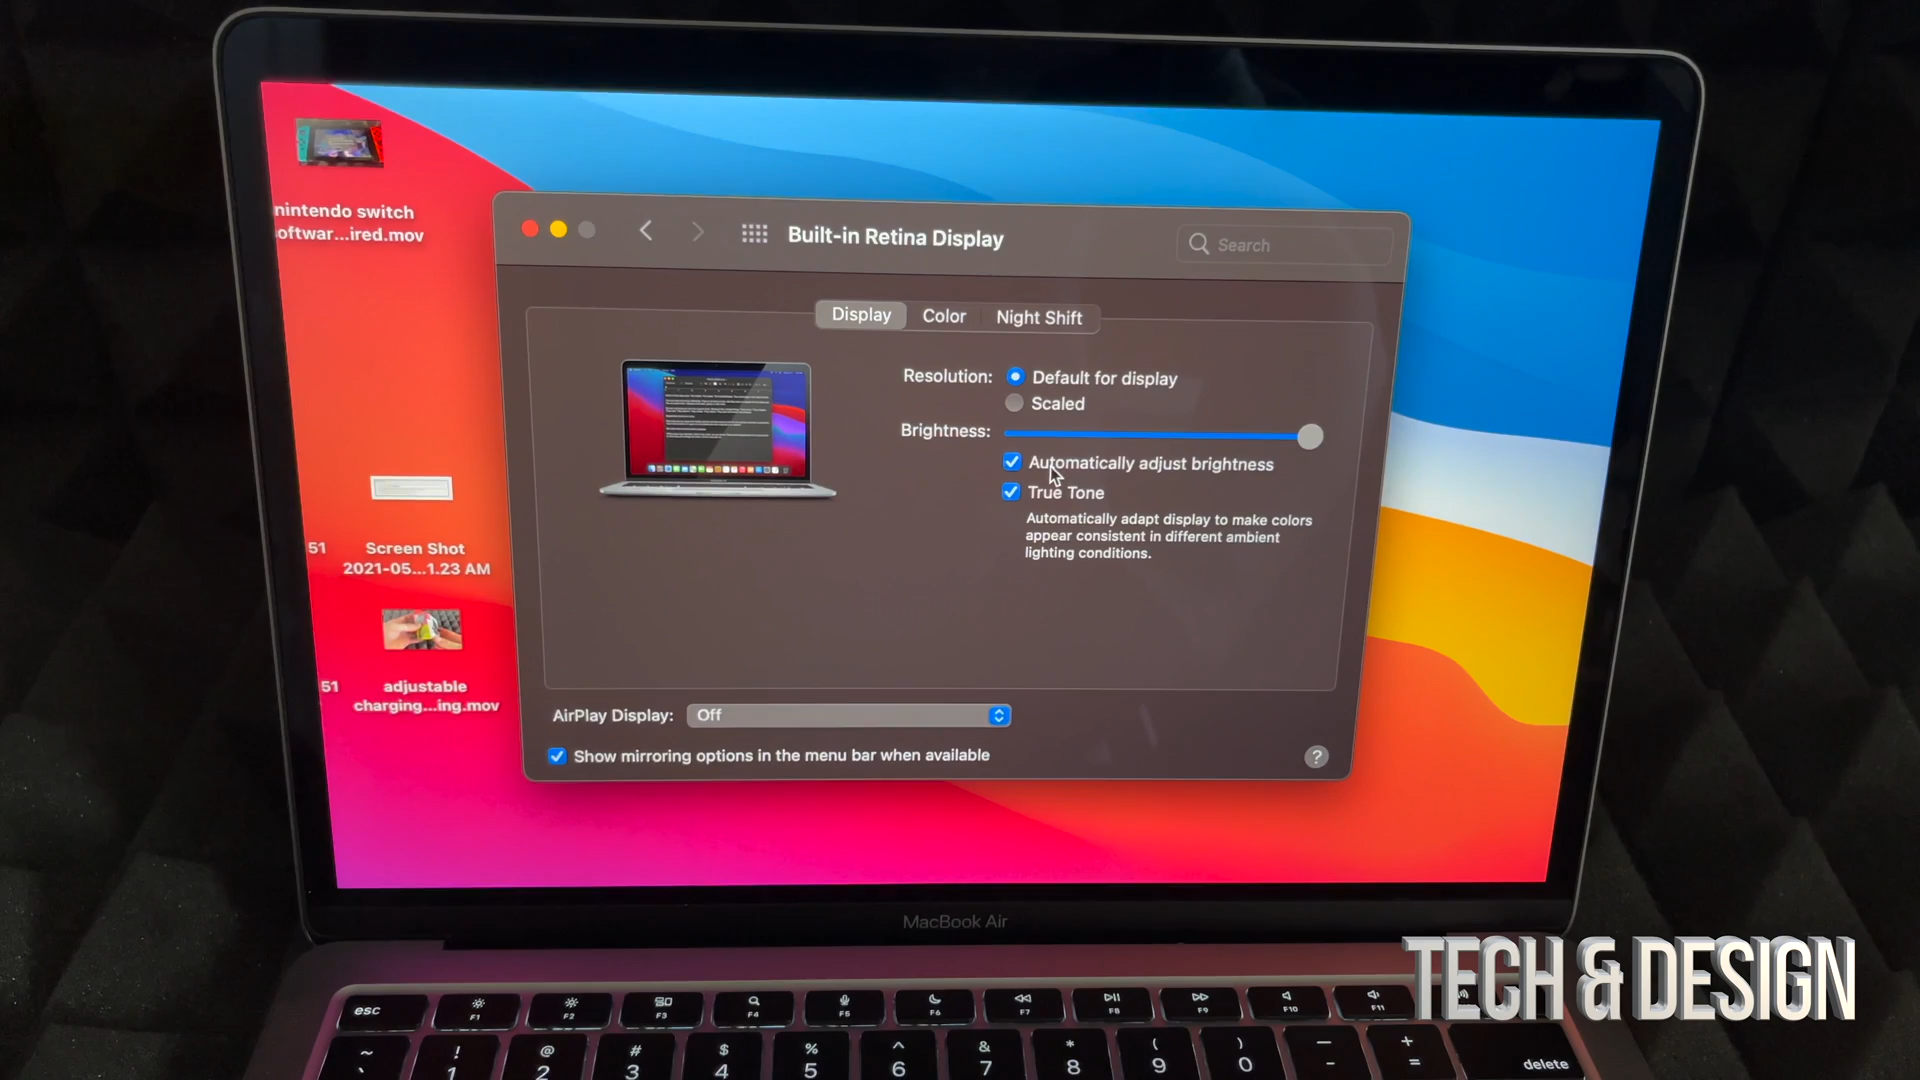 nintendo switch
oftwar...ired.mov
Built-in Retina Display
Search
Display
Color
Night Shift
Resolution:
Default for display
Scaled
Brightness:
Automatically adjust brightness
True Tone
Automatically adapt display to make colors
appear consistent in different ambient
lighting conditions.
51
Screen Shot
2021-05...1.23 AM
51
adjustable
charging...ing.mov
AirPlay Display:
Off
Show mirroring options in the menu bar when available
?
MacBook Air
TECH & DESIGN
esc
F1
F2
F3
F4
F5
F6
F7
F8
F9
F10
F11
~ ! @ # $ % ^ & * ( ) — +
` 1 2 3 4 5 6 7 8 9 0 - =
delete